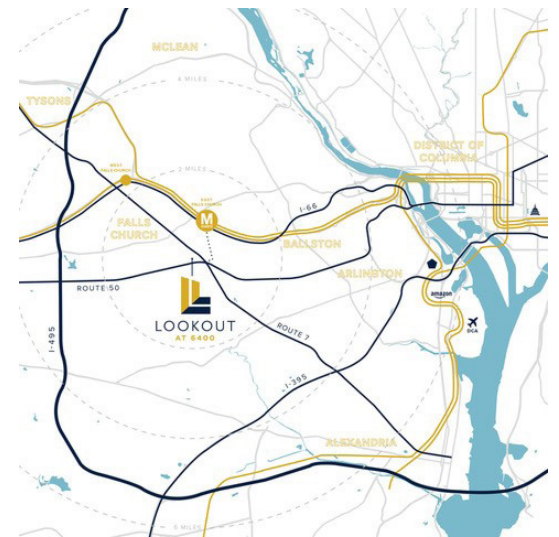 MCLEAN
6 MILES
TYSONS
DISTRICT OF
COLUMBIA
WEST
FALLS CHURCH
3 MILES
EAST
FALLS CHURCH
M
I-66
FALLS
CHURCH
BALLSTON
ARLINGTON
ROUTE 50
amazon
LOOKOUT
AT 6400
ROUTE 7
DCA
I-495
I-395
ALEXANDRIA
6 MILES